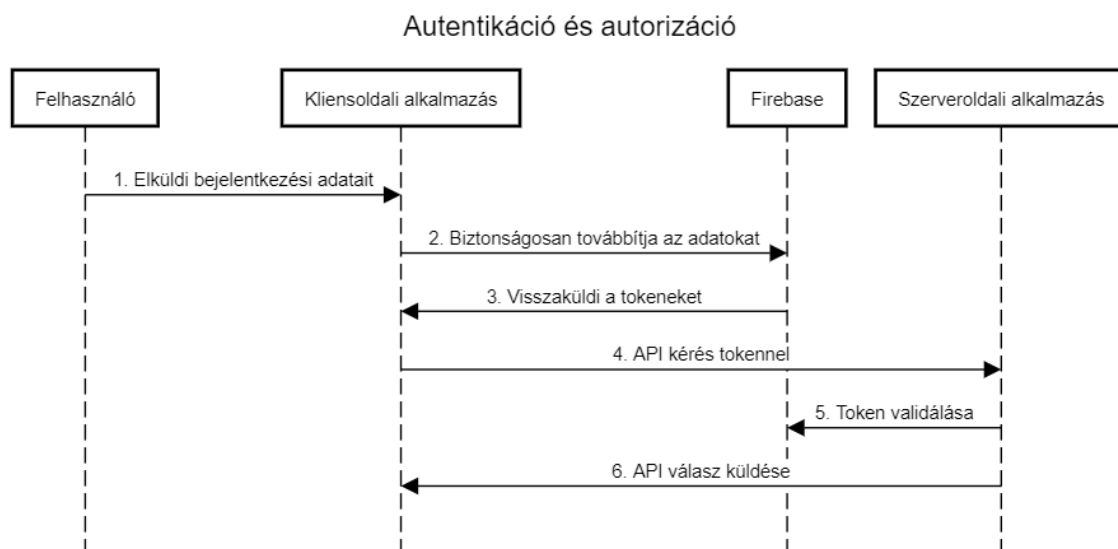 Autentikáció és autorizáció
Felhasználó
Kliensoldali alkalmazás
Firebase
Szerveroldali alkalmazás
1. Elküldi bejelentkezési adatait
2. Biztonságosan továbbítja az adatokat
3. Visszaküldi a tokeneket
4. API kérés tokennel
5. Token validálása
6. API válasz küldése